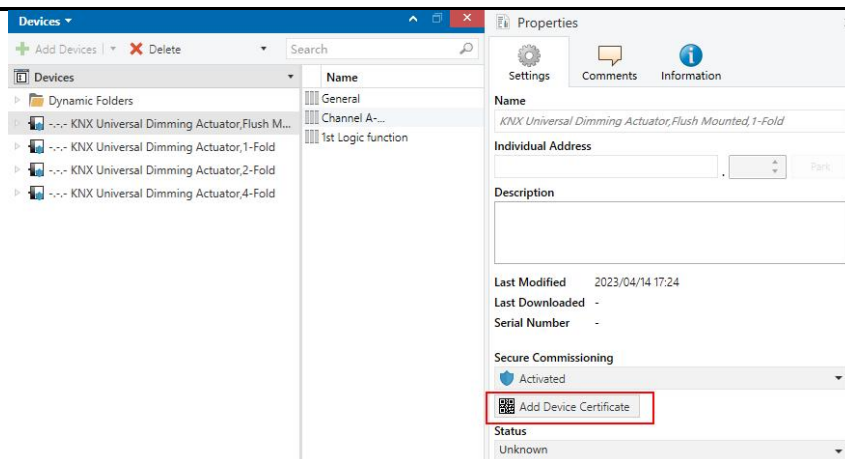 Devices
Add Devices
Delete
Search
Devices
Dynamic Folders
-.-.- KNX Universal Dimming Actuator,Flush M...
-.-.- KNX Universal Dimming Actuator,1-Fold
-.-.- KNX Universal Dimming Actuator,2-Fold
-.-.- KNX Universal Dimming Actuator,4-Fold
Name
General
Channel A-...
1st Logic function
Properties
Settings Comments Information
Name
KNX Universal Dimming Actuator,Flush Mounted,1-Fold
Individual Address
. Park
Description
Last Modified 2023/04/14 17:24
Last Downloaded -
Serial Number -
Secure Commissioning
Activated
Add Device Certificate
Status
Unknown